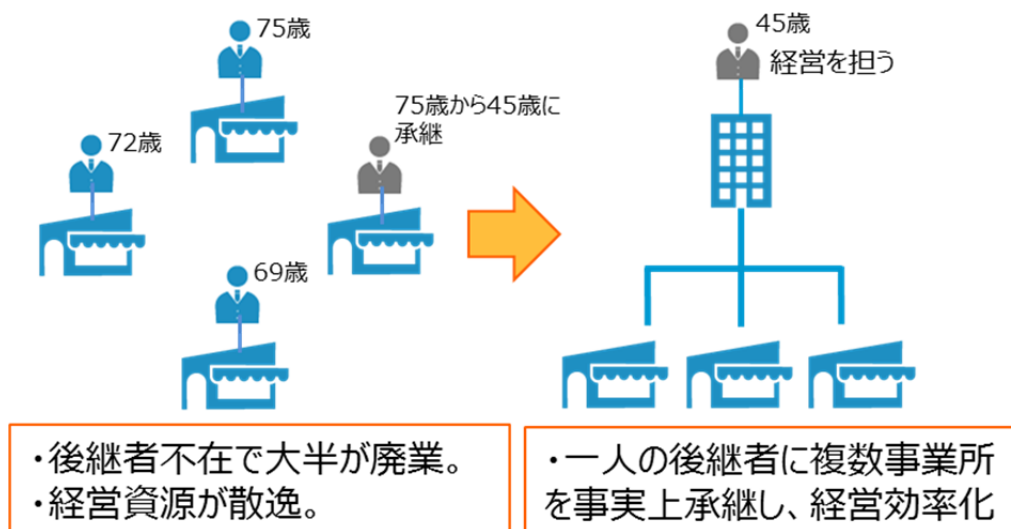 75歳
72歳
75歳から45歳に
承継
69歳
・後継者不在で大半が廃業。
・経営資源が散逸。
45歳
経営を担う
・一人の後継者に複数事業所
を事実上承継し、経営効率化